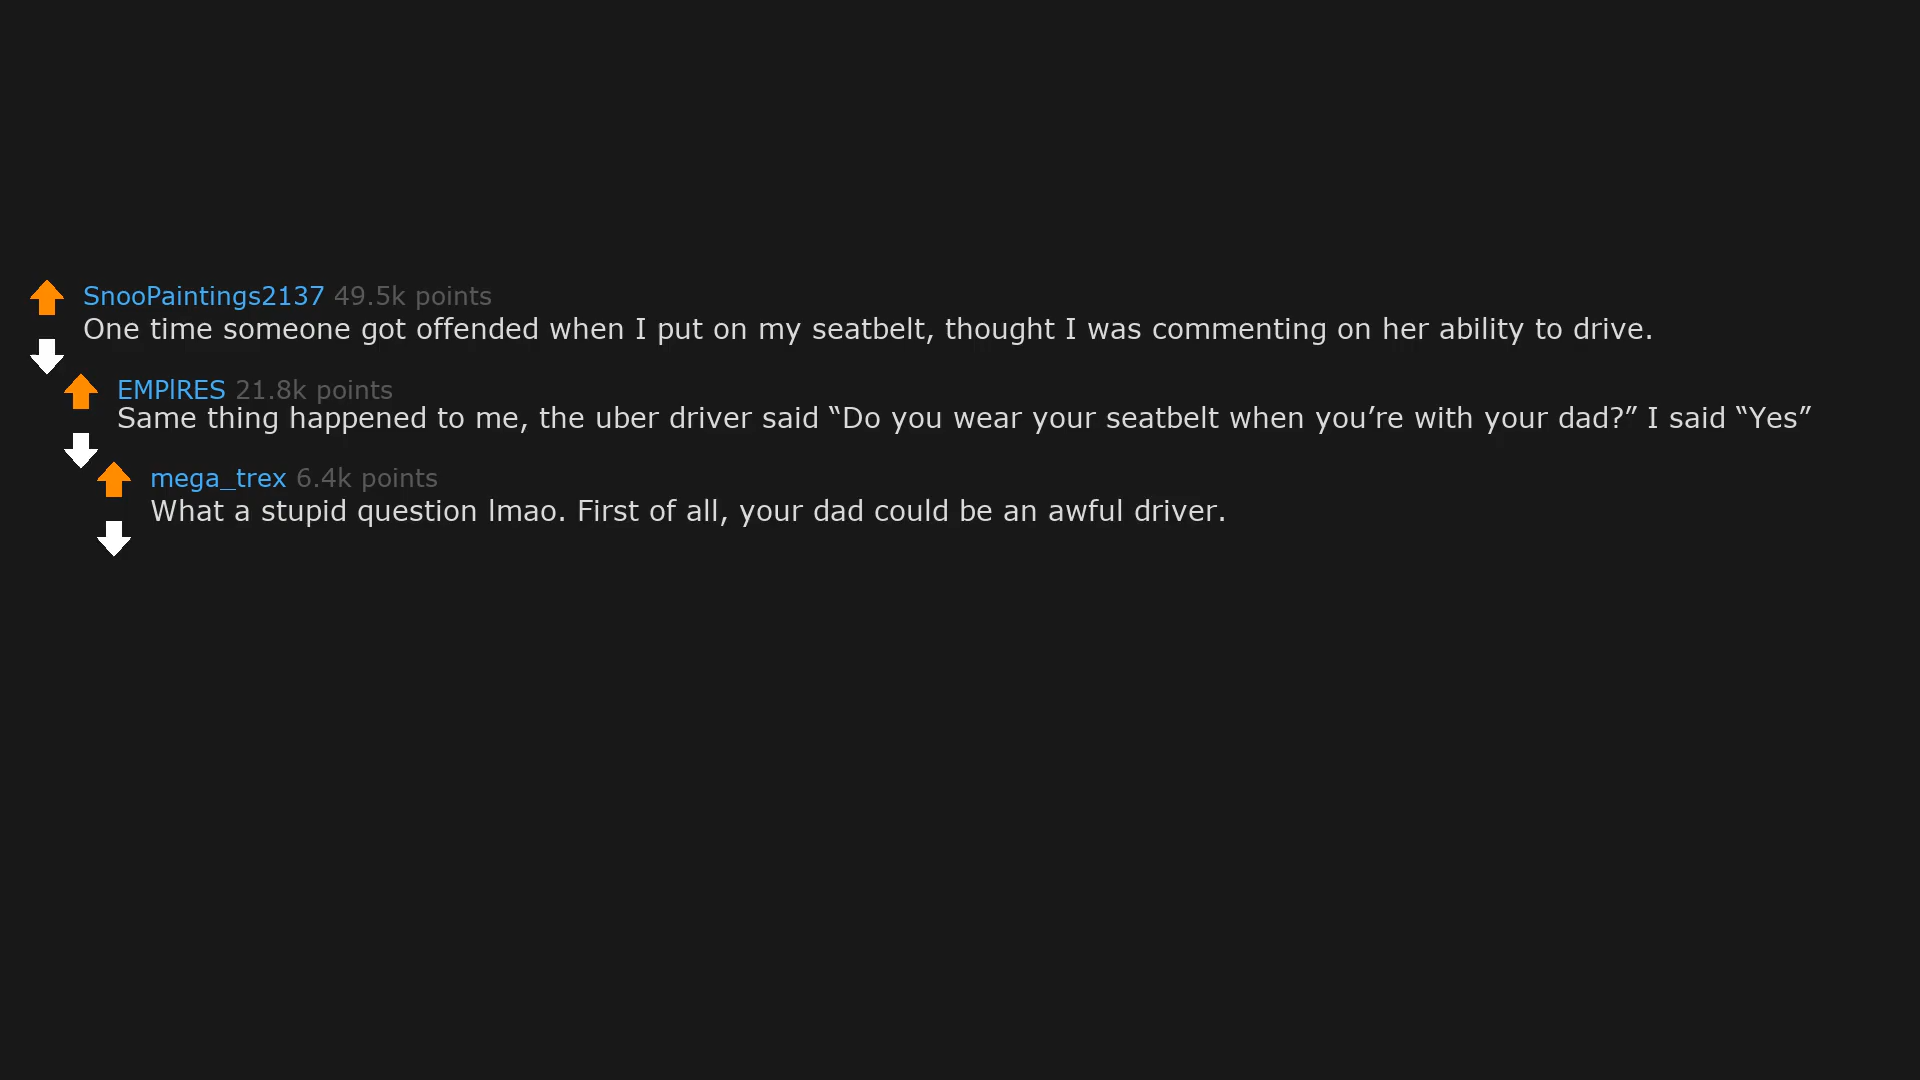 SnooPaintings2137 49.5k points
One time someone got offended when I put on my seatbelt, thought I was commenting on her ability to drive.
EMPlRES 21.8k points
Same thing happened to me, the uber driver said “Do you wear your seatbelt when you’re with your dad?” I said “Yes”
mega_trex 6.4k points
What a stupid question lmao. First of all, your dad could be an awful driver.